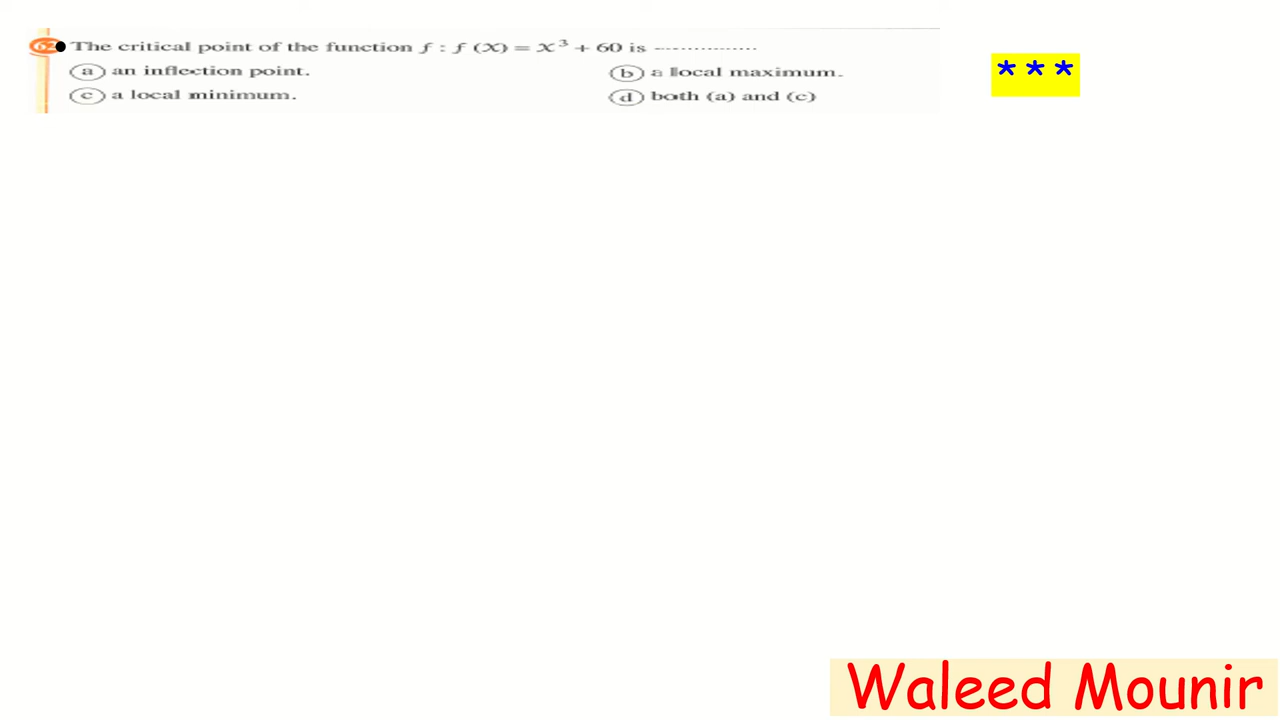 62 The critical point of the function f : f (X) = X³ + 60 is ................
(a) an inflection point.
(b) a local maximum.
(c) a local minimum.
(d) both (a) and (c)
***
Waleed Mounir